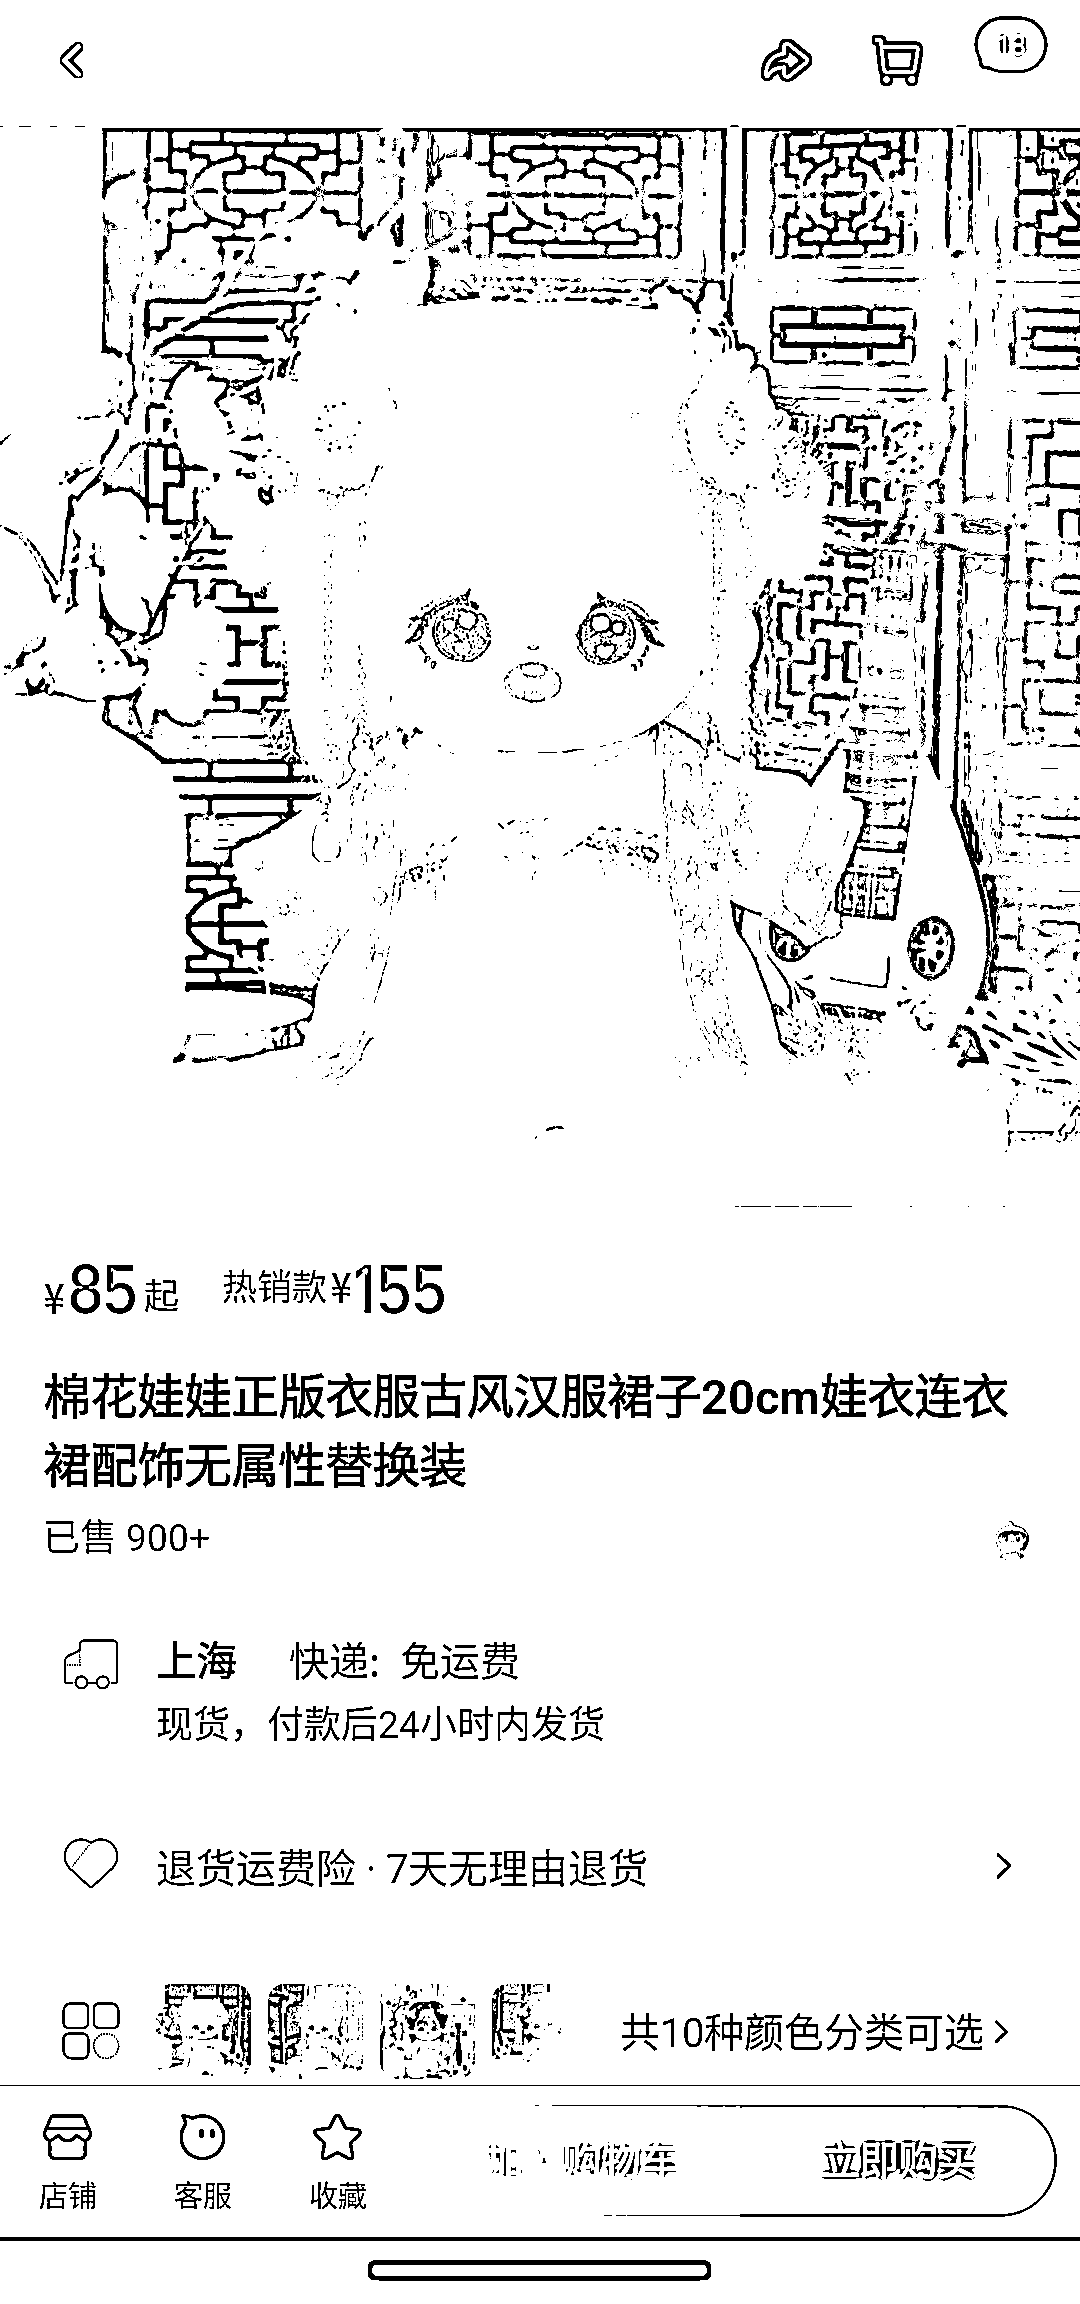 ¥85起 热销款¥155
棉花娃娃正版衣服古风汉服裙子20cm娃衣连衣
裙配饰无属性替换装
已售 900+
上海 快递: 免运费
现货，付款后24小时内发货
退货运费险 · 7天无理由退货
共10种颜色分类可选
店铺 客服 收藏 购物车 立即购买